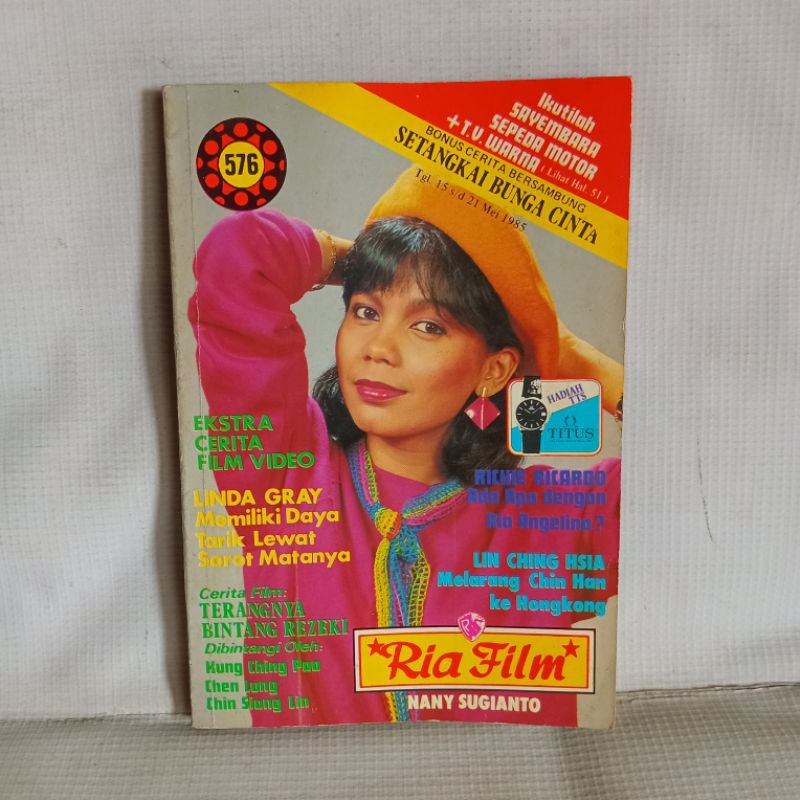 576
Ikutilah
SAYEMBARA
SEPEDA MOTOR
+ T.V. WARNA ( Lihat Hal. 51 )
BONUS CERITA BERSAMBUNG
SETANGKAI BUNGA CINTA
Tgl. 15 s/d 21 Mei 1985
HADIAH
TTS
TITUS
EKSTRA
CERITA
FILM VIDEO
LINDA GRAY
Memiliki Daya
Tarik Lewat
Sorot Matanya
RICKIE RICARDO
Ada Apa dengan
Ria Angelina?
LIN CHING HSIA
Melarang Chin Han
ke Hongkong
Cerita Film:
TERANGNYA
BINTANG REZEKI
Dibintangi Oleh:
Kung Ching Pao
Chen Lung
Chin Siang Lin
RF
Ria Film
NANY SUGIANTO